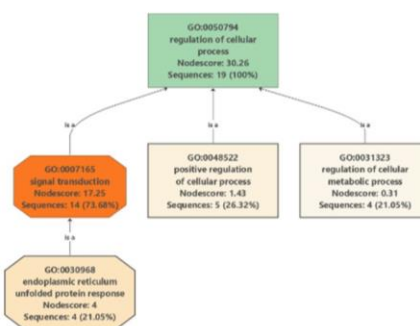 GO:0050794
regulation of cellular
process
Nodescore: 30.26
Sequences: 19 (100%)
is a
is a
is a
GO:0007165
signal transduction
Nodescore: 17.25
Sequences: 14 (73.68%)
GO:0048522
positive regulation
of cellular process
Nodescore: 1.43
Sequences: 5 (26.32%)
GO:0031323
regulation of cellular
metabolic process
Nodescore: 0.31
Sequences: 4 (21.05%)
is a
GO:0030968
endoplasmic reticulum
unfolded protein response
Nodescore: 4
Sequences: 4 (21.05%)